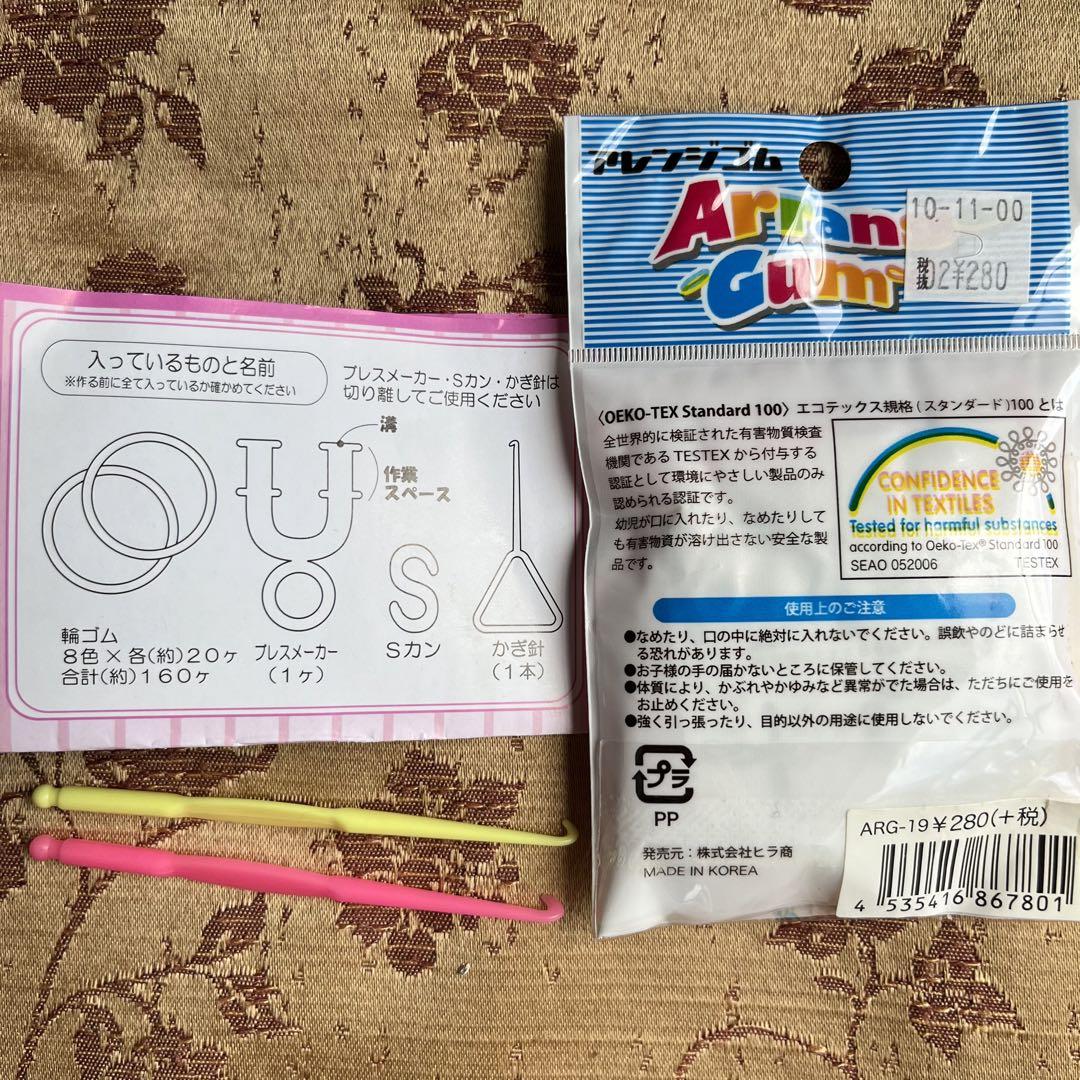 入っているものと名前
※作る前に全て入っているか確かめてください
プレスメーカー・Sカン・かぎ針は
切り離してご使用ください
溝
作業
スペース
輪ゴム
8色×各(約)20ヶ
合計(約)160ヶ
ブレスメーカー
(1ヶ)
S
Sカン
かぎ針
(1本)
アレンジゴム
Arrang
Gum
10-11-00
税抜
02¥280
〈OEKO-TEX Standard 100〉エコテックス規格(スタンダード)100 とは
全世界的に検証された有害物質検査
機関である TESTEX から付与する
認証として環境にやさしい製品のみ
認められる認証です。
幼児が口に入れたり、なめたりして
も有害物資が溶け出さない安全な製
品です。
CONFIDENCE
IN TEXTILES
Tested for harmful substances
according to Oeko-Tex® Standard 100
SEAO 052006 TESTEX
使用上のご注意
●なめたり、口の中に絶対に入れないでください。誤飲やのどに詰まらせ
る恐れがあります。
●お子様の手の届かないところに保管してください。
●体質により、かぶれやかゆみなど異常がでた場合は、ただちにご使用を
お止めください。
●強く引っ張ったり、目的以外の用途に使用しないでください。
プラ
PP
発売元：株式会社ヒラ商
MADE IN KOREA
ARG-19¥280(+税)
4 535416 867801